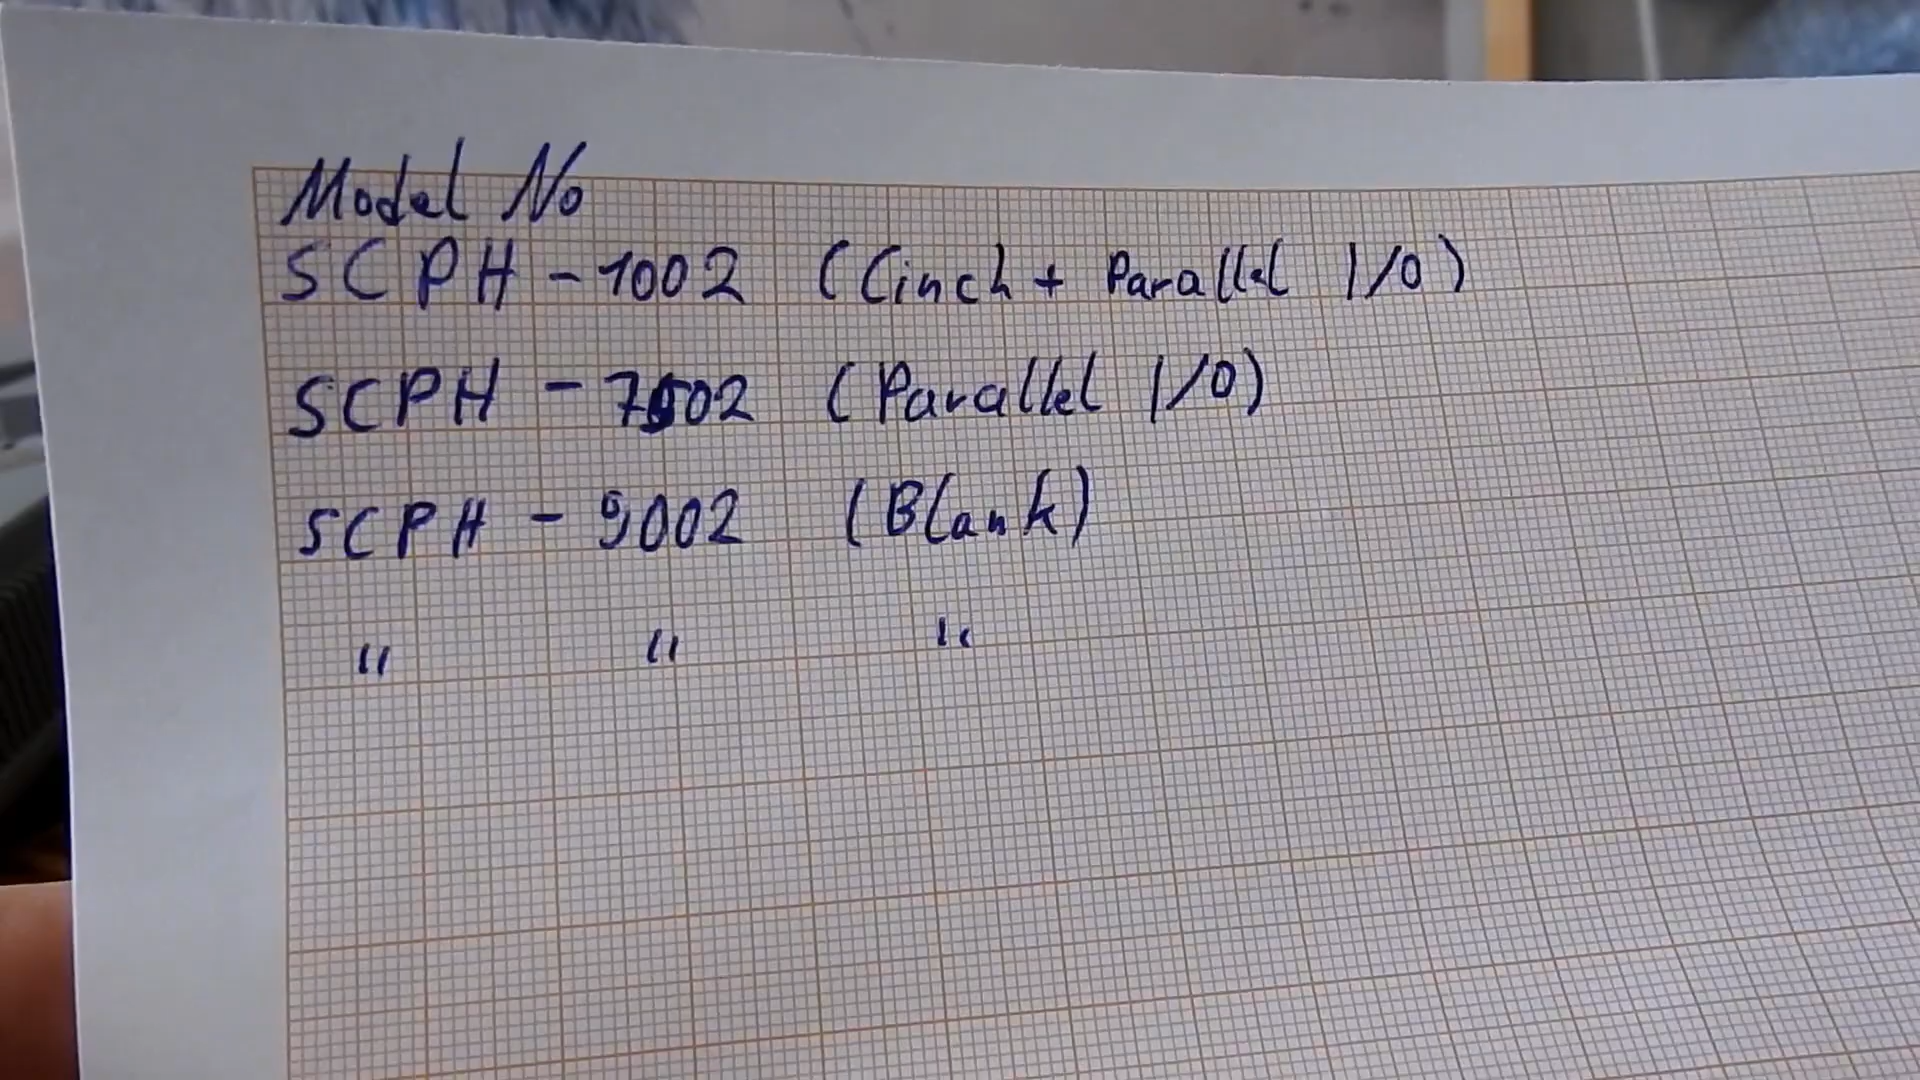 Model No
SCPH - 1002 (Cinch + Parallel I/O)
SCPH - 7502 (Parallel I/O)
SCPH - 9002 (Blank)
" " "